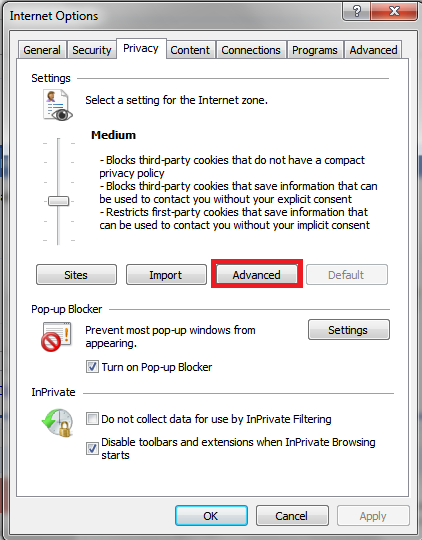 Internet Options
?
X
General Security Privacy Content Connections Programs Advanced
Settings
Select a setting for the Internet zone.
Medium
- Blocks third-party cookies that do not have a compact
privacy policy
- Blocks third-party cookies that save information that can
be used to contact you without your explicit consent
- Restricts first-party cookies that save information that
can be used to contact you without your implicit consent
Sites Import Advanced Default
Pop-up Blocker
Prevent most pop-up windows from
appearing.
Settings
Turn on Pop-up Blocker
InPrivate
Do not collect data for use by InPrivate Filtering
Disable toolbars and extensions when InPrivate Browsing
starts
OK Cancel Apply